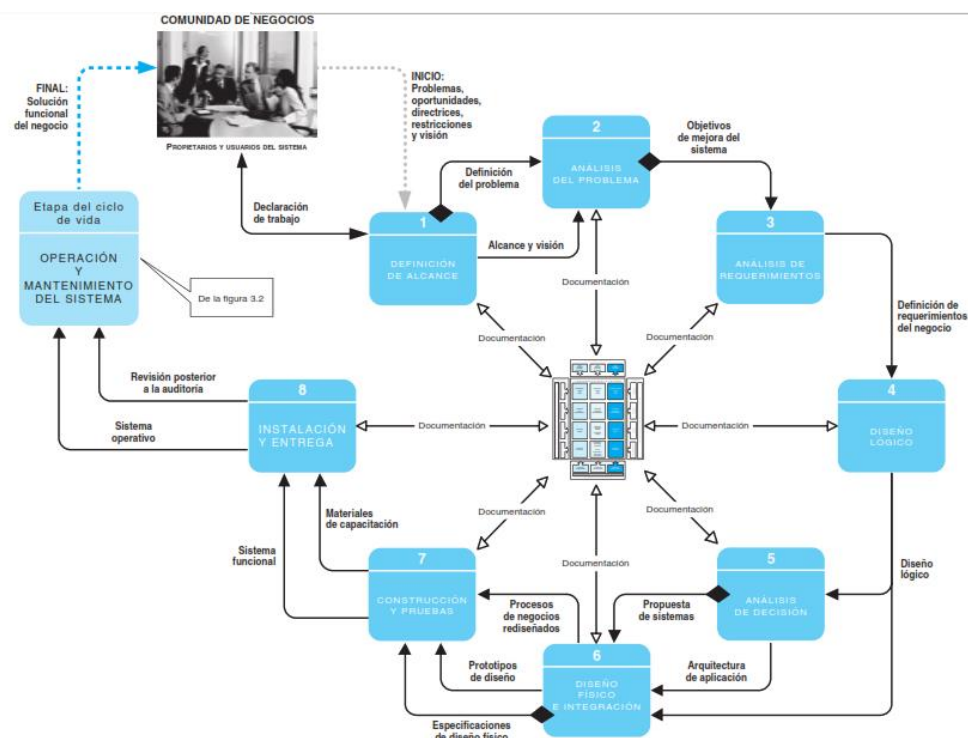 COMUNIDAD DE NEGOCIOS
PROPIETARIOS Y USUARIOS DEL SISTEMA
FINAL:
Solución
funcional
del negocio
INICIO:
Problemas,
oportunidades,
directrices,
restricciones
y visión
Declaración
de trabajo
1
DEFINICIÓN
DE ALCANCE
Definición
del problema
Alcance y visión
2
ANÁLISIS
DEL PROBLEMA
Objetivos
de mejora del
sistema
3
ANÁLISIS DE
REQUERIMIENTOS
Definición de
requerimientos
del negocio
4
DISEÑO
LÓGICO
Diseño
lógico
5
ANÁLISIS
DE DECISIÓN
Propuesta
de sistemas
Arquitectura
de aplicación
6
DISEÑO
FÍSICO
E INTEGRACIÓN
Procesos
de negocios
rediseñados
Prototipos
de diseño
Especificaciones
de diseño físico
7
CONSTRUCCIÓN
Y PRUEBAS
Materiales
de capacitación
Sistema
funcional
8
INSTALACIÓN
Y ENTREGA
Revisión posterior
a la auditoría
Sistema
operativo
Etapa del ciclo
de vida
OPERACIÓN
Y
MANTENIMIENTO
DEL SISTEMA
De la figura 3.2
Documentación
Documentación
Documentación
Documentación
Documentación
Documentación
Documentación
Documentación